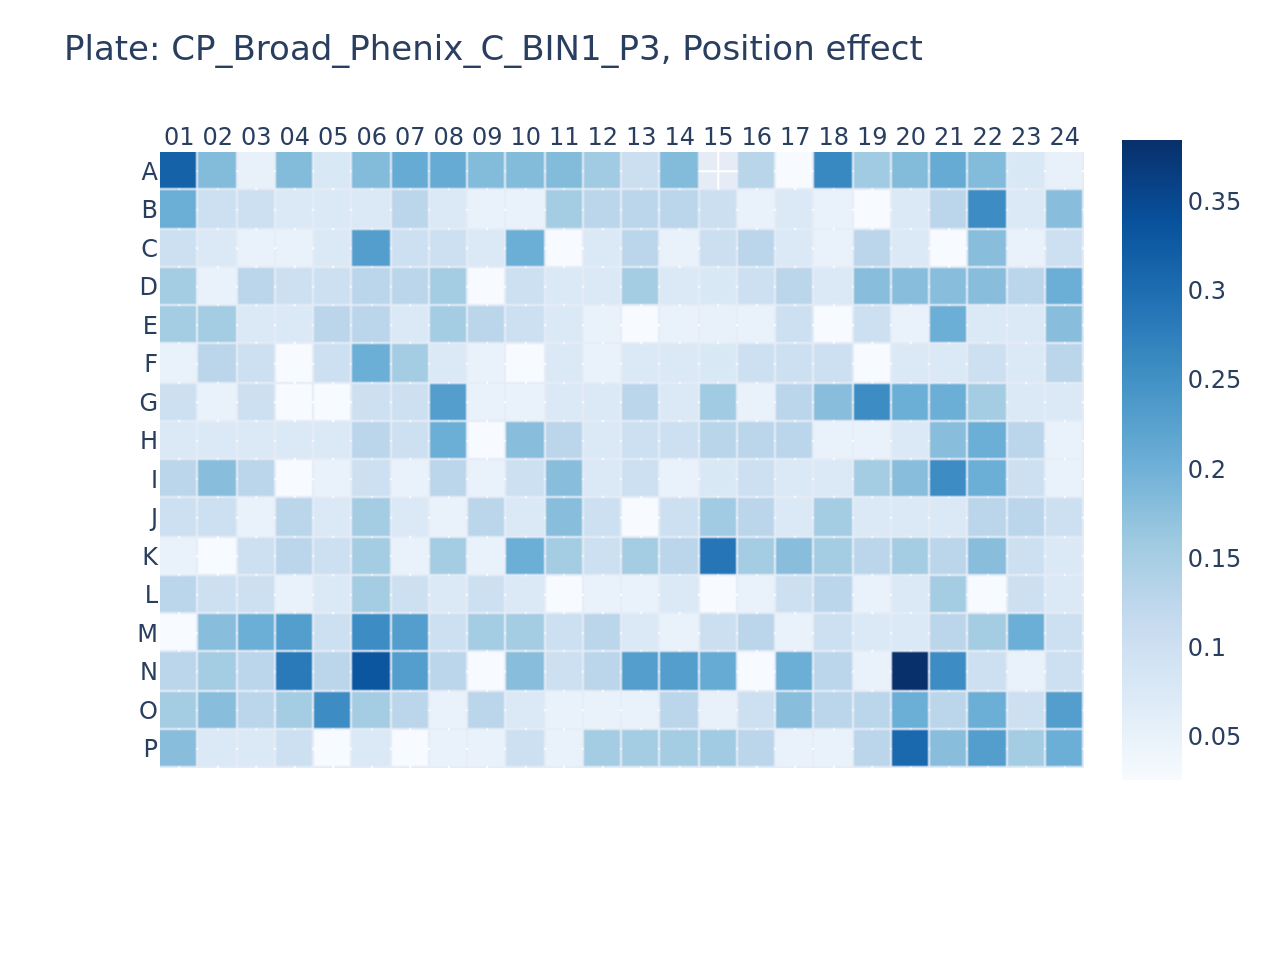 Plate: CP_Broad_Phenix_C_BIN1_P3, Position effect
01 02 03 04 05 06 07 08 09 10 11 12 13 14 15 16 17 18 19 20 21 22 23 24
A
B
C
D
E
F
G
H
I
J
K
L
M
N
O
P
0.35
0.3
0.25
0.2
0.15
0.1
0.05